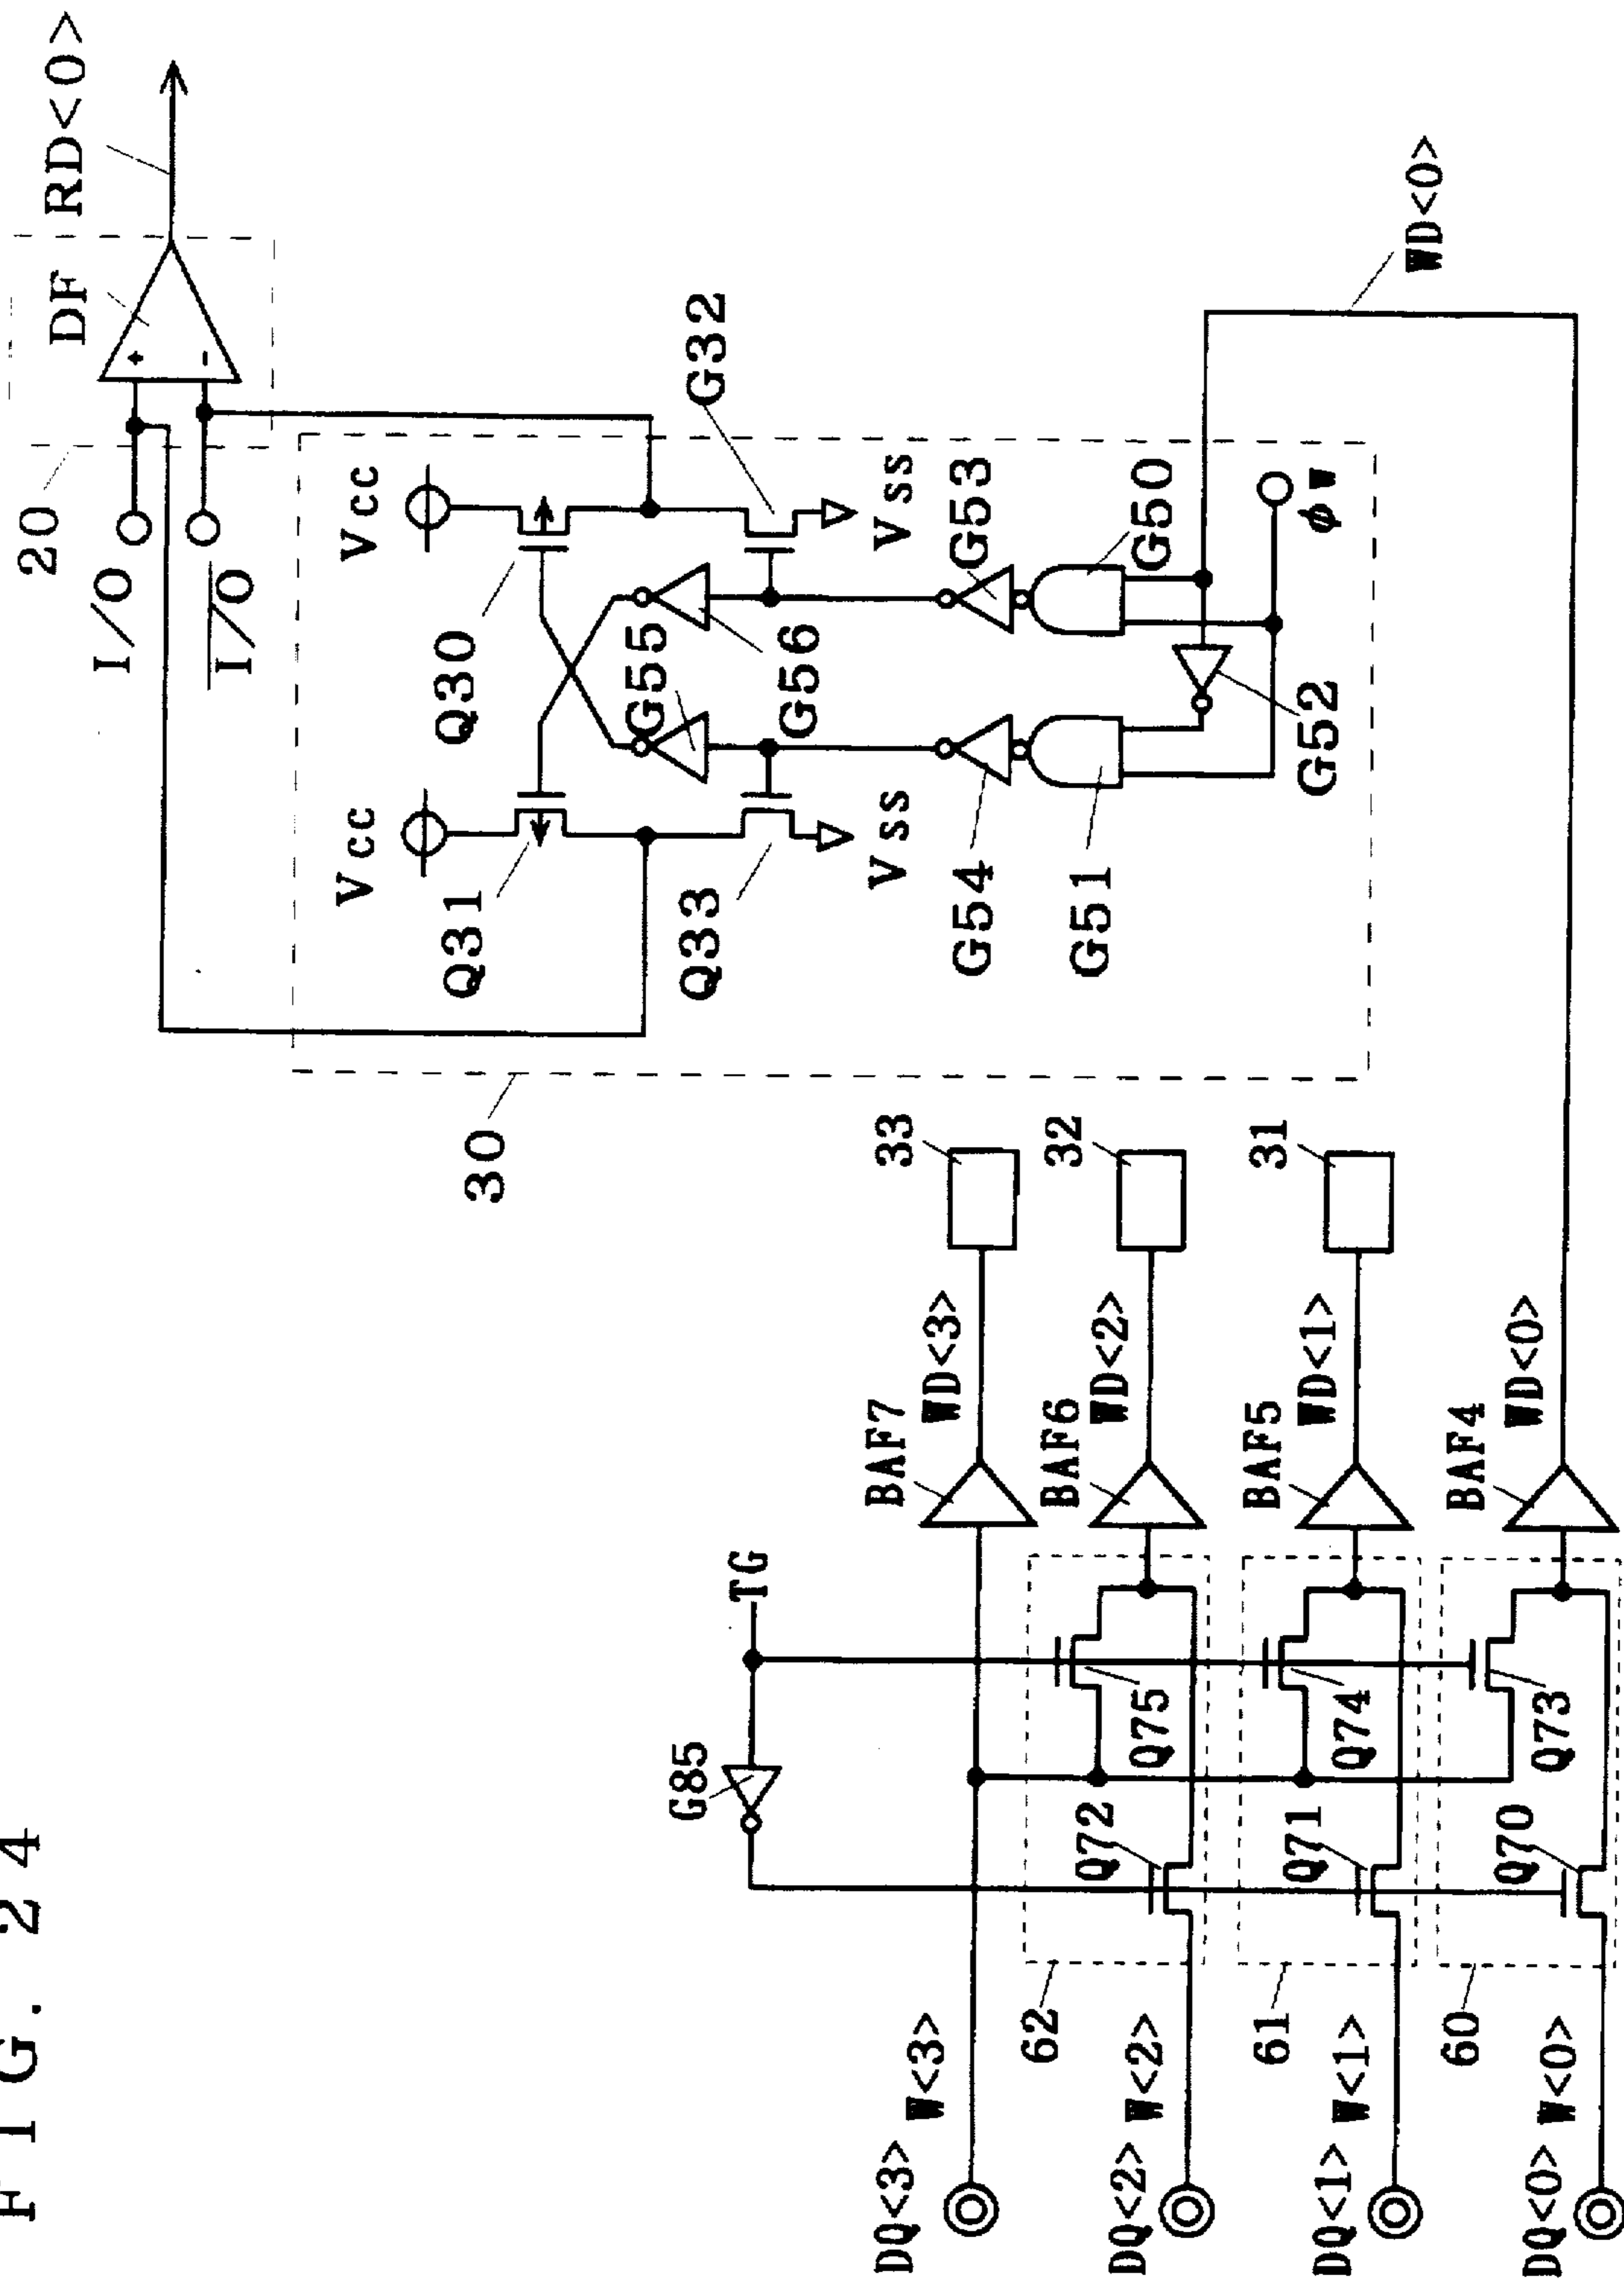 FIG. 24
20
DF
RD<0>
I/O
I/O
+
-
30
Vcc
Vcc
Q31
Q30
Q33
G32
G55
G56
Vss
Vss
G54
G53
G51
G50
G52
φW
WD<0>
G85
TG
BAF7
WD<3>
33
BAF6
WD<2>
32
BAF5
WD<1>
31
BAF4
WD<0>
DQ<3>
W<3>
62
Q72
Q75
DQ<2>
W<2>
61
Q71
Q74
DQ<1>
W<1>
60
Q70
Q73
DQ<0>
W<0>